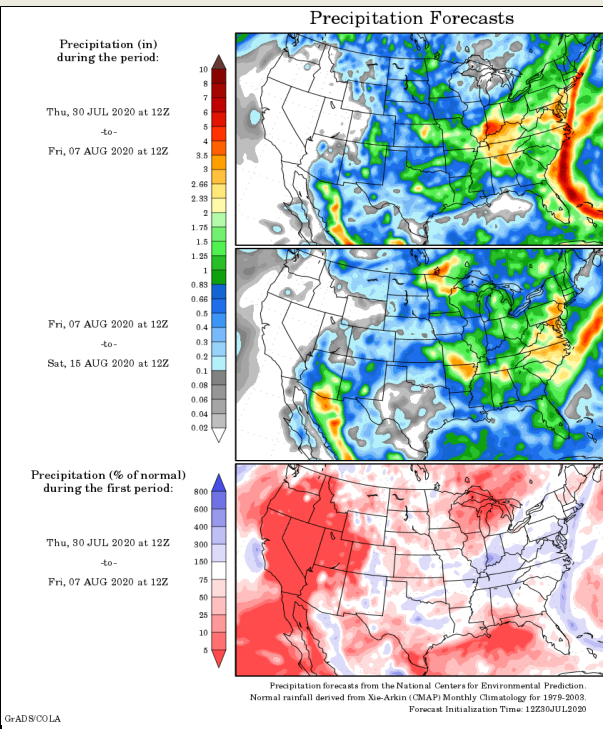 Precipitation Forecasts
Precipitation (in)
during the period:
Thu, 30 JUL 2020 at 12Z
-to-
Fri, 07 AUG 2020 at 12Z
10
8
7
6
5
4
3.5
3
2.66
2.33
2
1.75
1.5
1.25
1
0.83
0.66
0.5
0.4
0.3
0.2
0.1
0.08
0.06
0.04
0.02
Fri, 07 AUG 2020 at 12Z
-to-
Sat, 15 AUG 2020 at 12Z
Precipitation (% of normal)
during the first period:
Thu, 30 JUL 2020 at 12Z
-to-
Fri, 07 AUG 2020 at 12Z
800
600
400
300
150
75
50
25
10
5
Precipitation forecasts from the National Centers for Environmental Prediction.
Normal rainfall derived from Xie-Arkin (CMAP) Monthly Climatology for 1979-2003.
Forecast Initialization Time: 12Z30JUL2020
GrADS/COLA